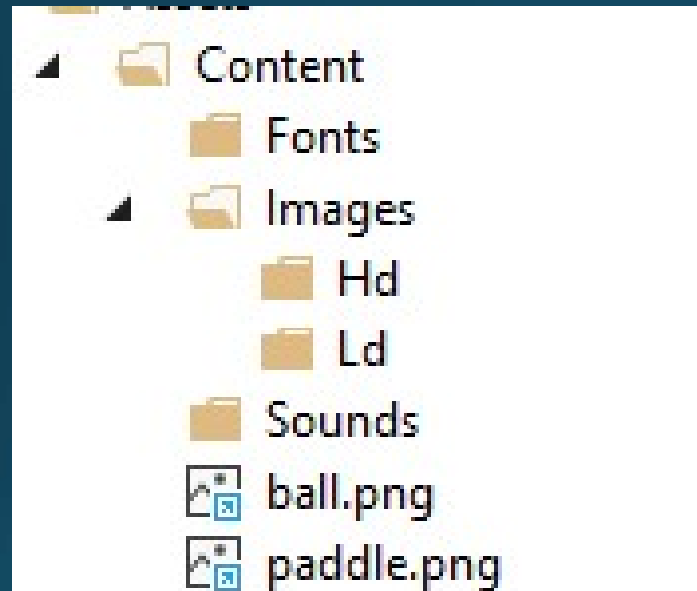 Content
Fonts
Images
Hd
Ld
Sounds
ball.png
paddle.png